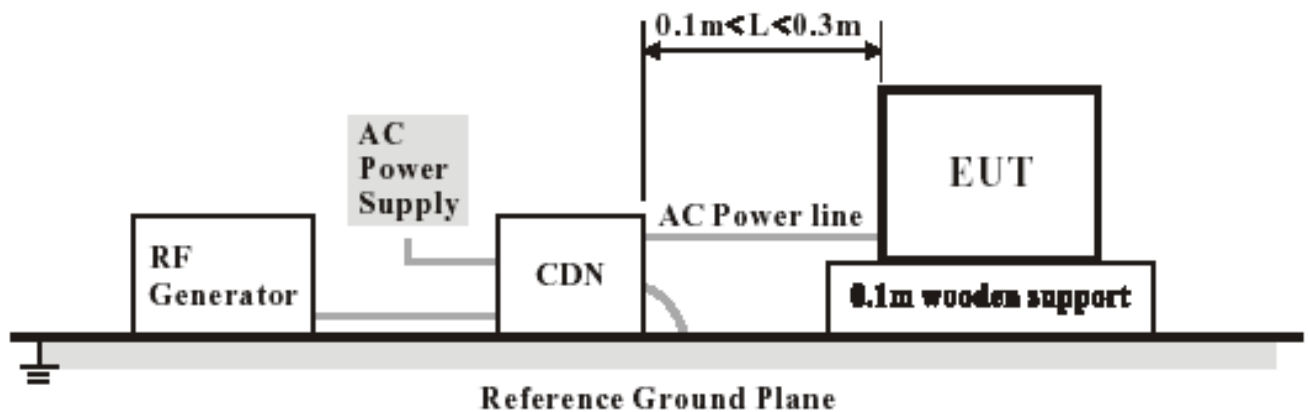 0.1m<L<0.3m
AC
Power
Supply
EUT
AC Power line
RF
Generator
CDN
0.1m wooden support
Reference Ground Plane